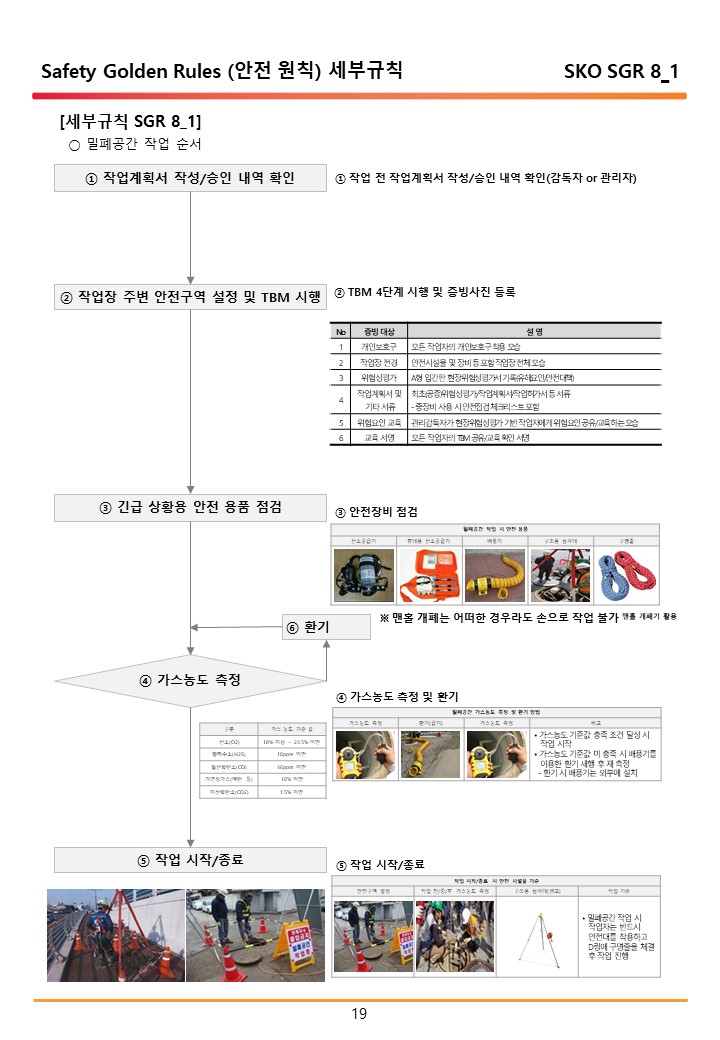 Safety Golden Rules (안전 원칙) 세부규칙
SKO SGR 8_1
[세부규칙 SGR 8_1]
○ 밀폐공간 작업 순서
① 작업계획서 작성/승인 내역 확인
① 작업 전 작업계획서 작성/승인 내역 확인(감독자 or 관리자)
② 작업장 주변 안전구역 설정 및 TBM 시행
② TBM 4단계 시행 및 증빙사진 등록
No 증빙 대상 설 명
1 개인보호구 모든 작업자의 개인보호구 착용 모습
2 작업장 전경 안전시설물 및 장비 등 포함 작업장 전체 모습
3 위험성평가 A형 입간판 현장위험성평가서 기록(유해요인/안전대책)
4 작업계획서 및 기타 서류 최초(공종)위험성평가/작업계획서/작업허가서 등 서류
- 중장비 사용 시 안전점검 체크리스트 포함
5 위험요인 교육 관리감독자가 현장위험성평가 기반 작업자에게 위험요인 공유/교육하는 모습
6 교육 서명 모든 작업자의 TBM 공유/교육 확인 서명
③ 긴급 상황용 안전 용품 점검
③ 안전장비 점검
밀폐공간 작업 시 안전 용품
산소공급기 휴대용 산소공급기 배풍기 구조용 삼각대 구명줄
※ 맨홀 개폐는 어떠한 경우라도 손으로 작업 불가 맨홀 개폐기 활용
⑥ 환기
④ 가스농도 측정
④ 가스농도 측정 및 환기
밀폐공간 가스농도 측정 및 환기 방법
가스농도 측정 환기(급기) 가스농도 측정 비고
• 가스농도 기준값 충족 조건 달성 시
작업 시작
• 가스농도 기준값 미 충족 시 배풍기를
이용한 환기 새행 후 재 측정
- 환기 시 배풍기는 외부에 설치
구분 가스 농도 기준 값
산소(O2) 18% 이상 ~ 23.5% 미만
황화수소(H2S) 10ppm 미만
일산화탄소(CO) 30ppm 미만
가연성가스(메탄 등) 10% 미만
이산화탄소(CO2) 1.5% 미만
⑤ 작업 시작/종료
⑤ 작업 시작/종료
작업 시작/종료 시 안전 시설물 기준
안전구역 설정 작업 전/중/후 가스농도 측정 구조용 삼각대(윈치) 작업 기준
• 밀폐공간 작업 시
작업자는 반드시
안전대를 착용하고
D링에 구명줄을 체결
후 작업 진행
출입금지
밀폐공간
작업중
19